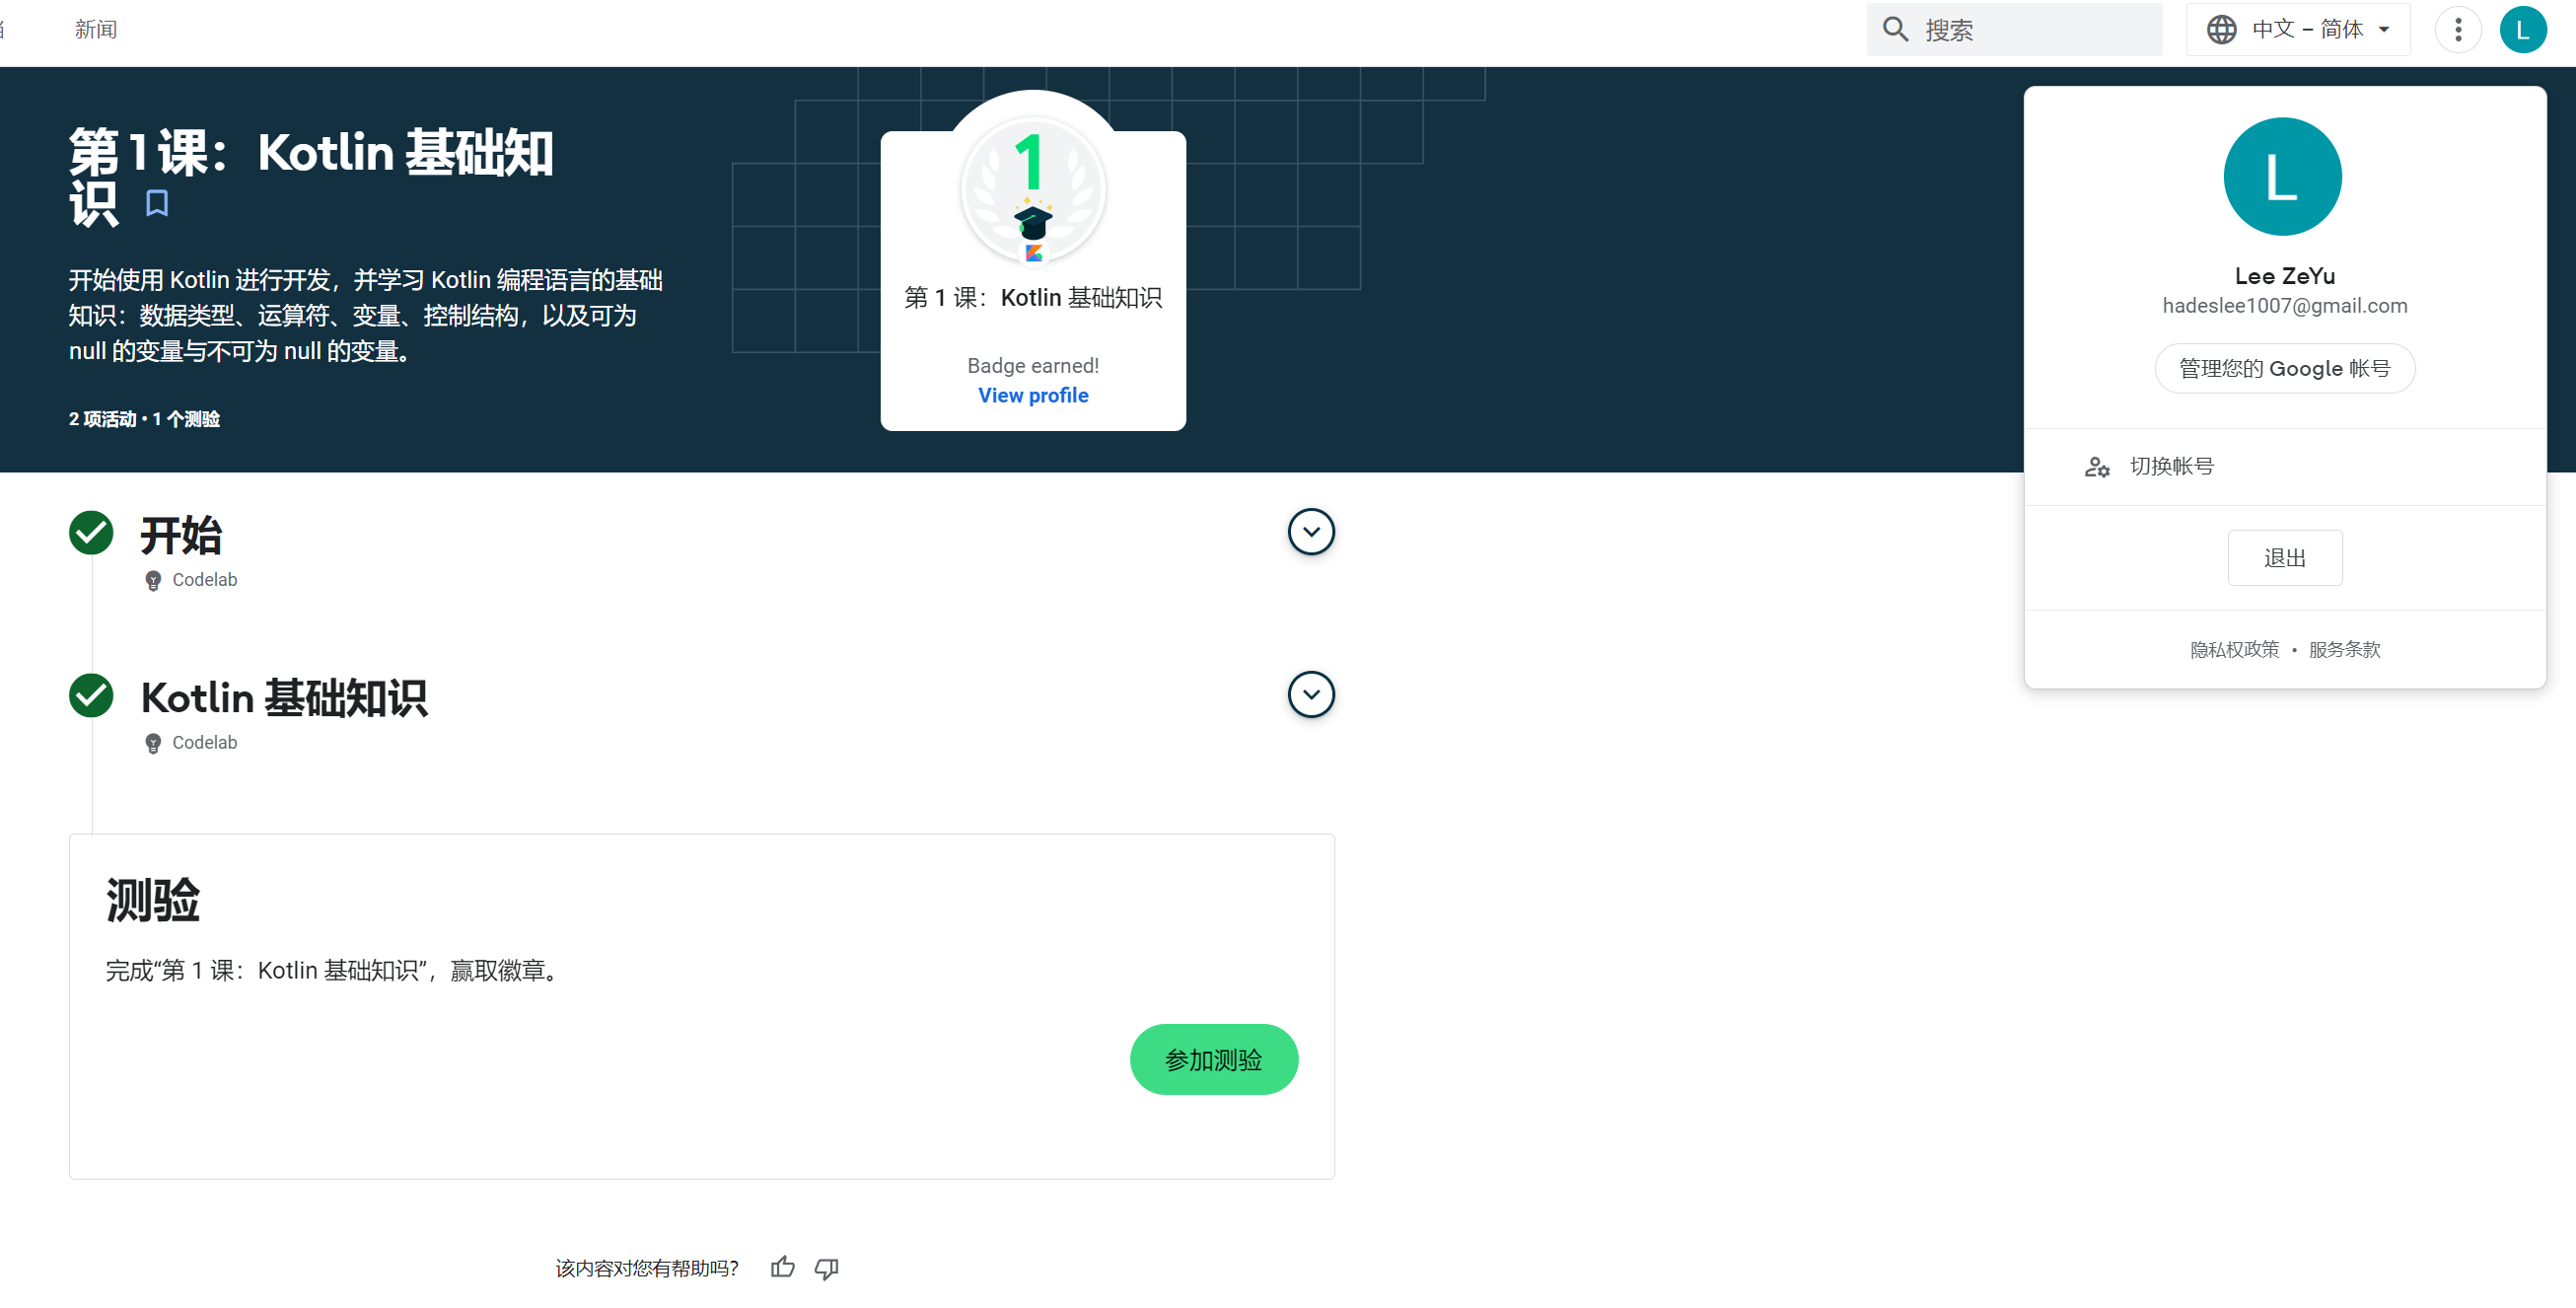 新闻
搜索
中文 – 简体
L
第 1 课：Kotlin 基础知
识
开始使用 Kotlin 进行开发，并学习 Kotlin 编程语言的基础
知识：数据类型、运算符、变量、控制结构，以及可为
null 的变量与不可为 null 的变量。
2 项活动 • 1 个测验
1
第 1 课：Kotlin 基础知识
Badge earned!
View profile
L
Lee ZeYu
hadeslee1007@gmail.com
管理您的 Google 帐号
切换帐号
退出
隐私权政策 • 服务条款
开始
Codelab
Kotlin 基础知识
Codelab
测验
完成“第 1 课：Kotlin 基础知识”，赢取徽章。
参加测验
该内容对您有帮助吗？